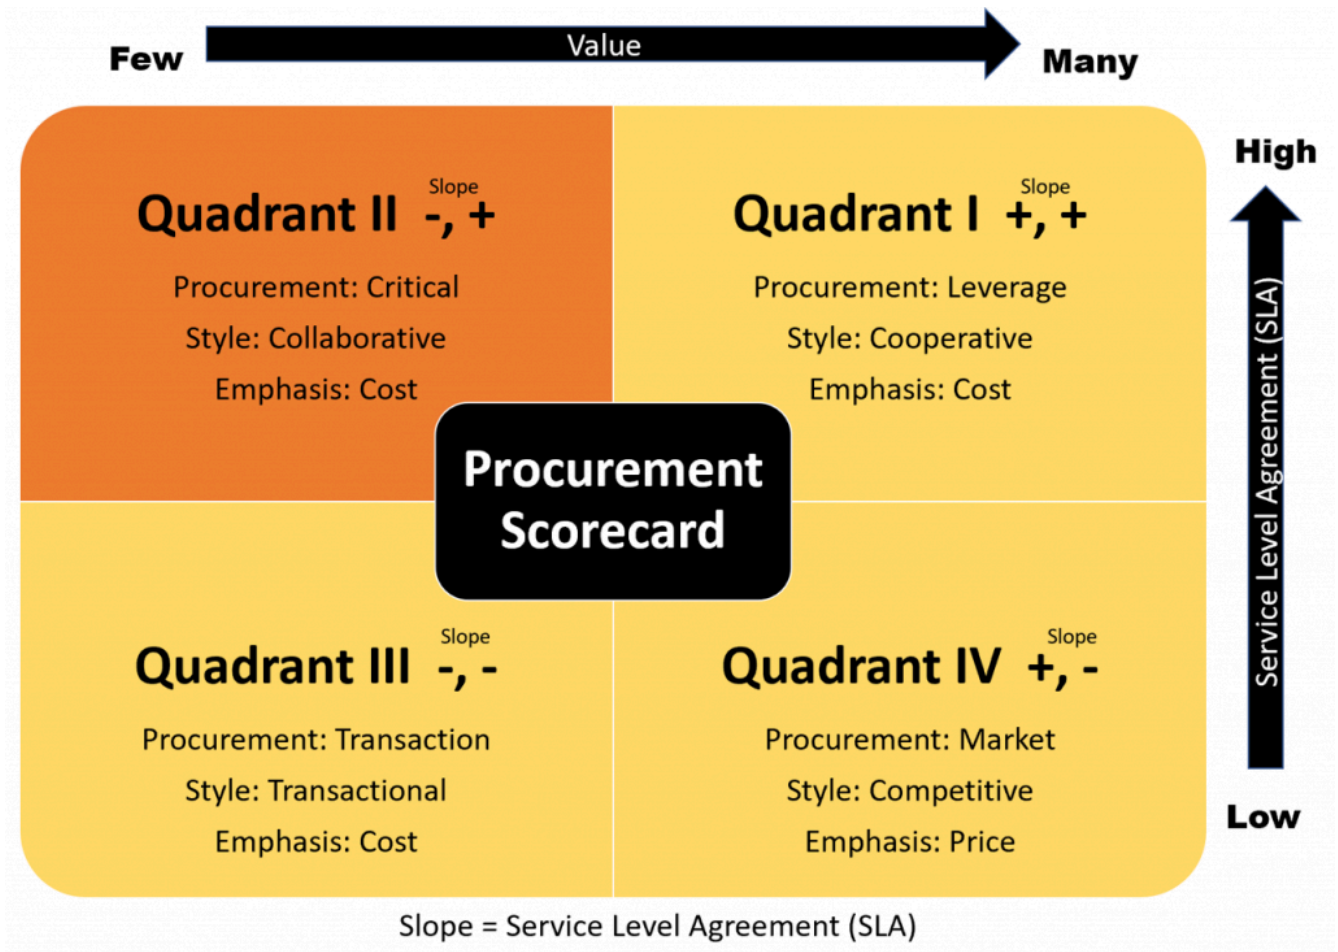 Few
Value
Many
High
Slope
Quadrant II -, +
Procurement: Critical
Style: Collaborative
Emphasis: Cost
Slope
Quadrant I +, +
Procurement: Leverage
Style: Cooperative
Emphasis: Cost
Procurement
Scorecard
Service Level Agreement (SLA)
Slope
Quadrant III -, -
Procurement: Transaction
Style: Transactional
Emphasis: Cost
Slope
Quadrant IV +, -
Procurement: Market
Style: Competitive
Emphasis: Price
Low
Slope = Service Level Agreement (SLA)